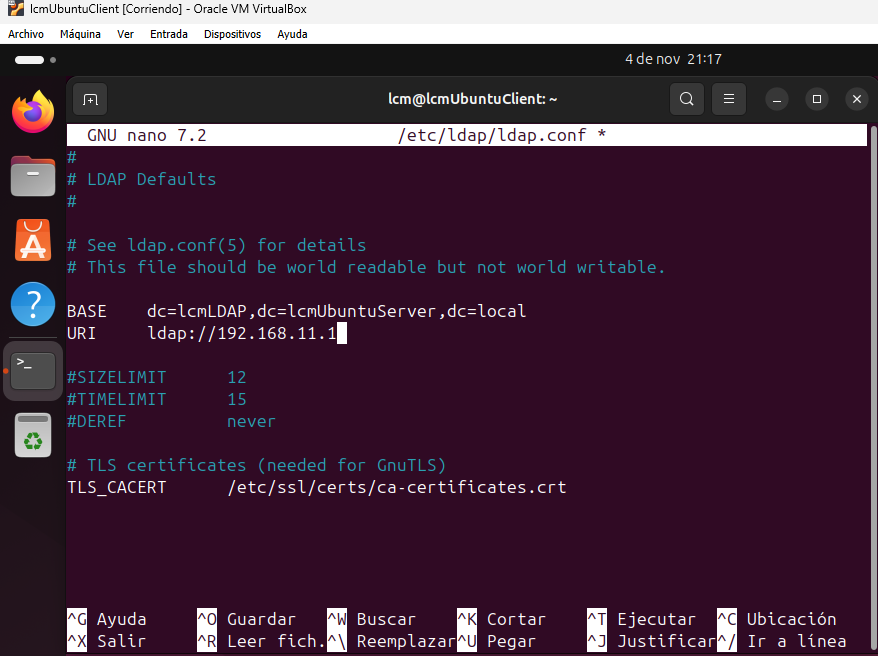 lcmUbuntuClient [Corriendo] - Oracle VM VirtualBox
Archivo Máquina Ver Entrada Dispositivos Ayuda
4 de nov 21:17
lcm@lcmUbuntuClient: ~
GNU nano 7.2 /etc/ldap/ldap.conf *
#
# LDAP Defaults
#
# See ldap.conf(5) for details
# This file should be world readable but not world writable.
BASE dc=lcmLDAP,dc=lcmUbuntuServer,dc=local
URI ldap://192.168.11.1
#SIZELIMIT 12
#TIMELIMIT 15
#DEREF never
# TLS certificates (needed for GnuTLS)
TLS_CACERT /etc/ssl/certs/ca-certificates.crt
^G Ayuda ^O Guardar ^W Buscar ^K Cortar ^T Ejecutar ^C Ubicación
^X Salir ^R Leer fich. ^\ Reemplazar ^U Pegar ^J Justificar ^/ Ir a línea